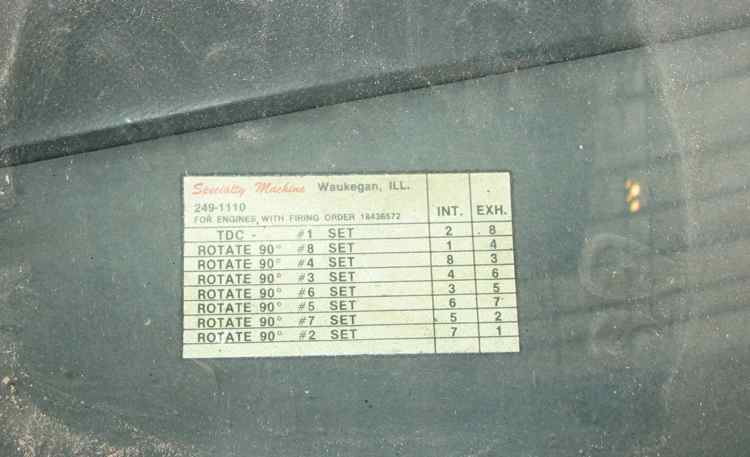 Specialty Machine Waukegan, ILL.
249-1110
FOR ENGINES WITH FIRING ORDER 18436572 INT. EXH.
TDC - #1 SET 2 8
ROTATE 90° #8 SET 1 4
ROTATE 90° #4 SET 8 3
ROTATE 90° #3 SET 4 6
ROTATE 90° #6 SET 3 5
ROTATE 90° #5 SET 6 7
ROTATE 90° #7 SET 5 2
ROTATE 90° #2 SET 7 1